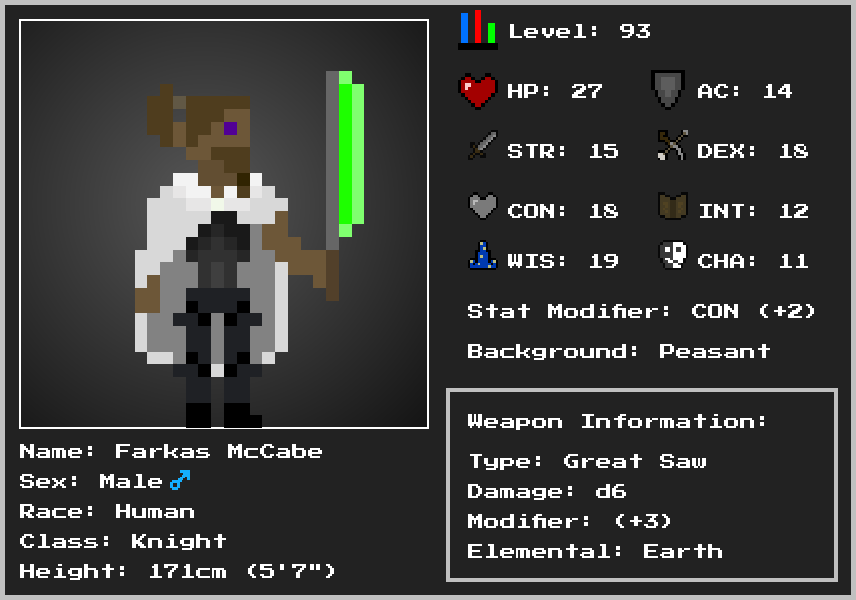 Level: 93
HP: 27
AC: 14
STR: 15
DEX: 18
CON: 18
INT: 12
WIS: 19
CHA: 11
Stat Modifier: CON (+2)
Background: Peasant
Weapon Information:
Type: Great Saw
Damage: d6
Modifier: (+3)
Elemental: Earth
Name: Farkas McCabe
Sex: Male ♂
Race: Human
Class: Knight
Height: 171cm (5'7")